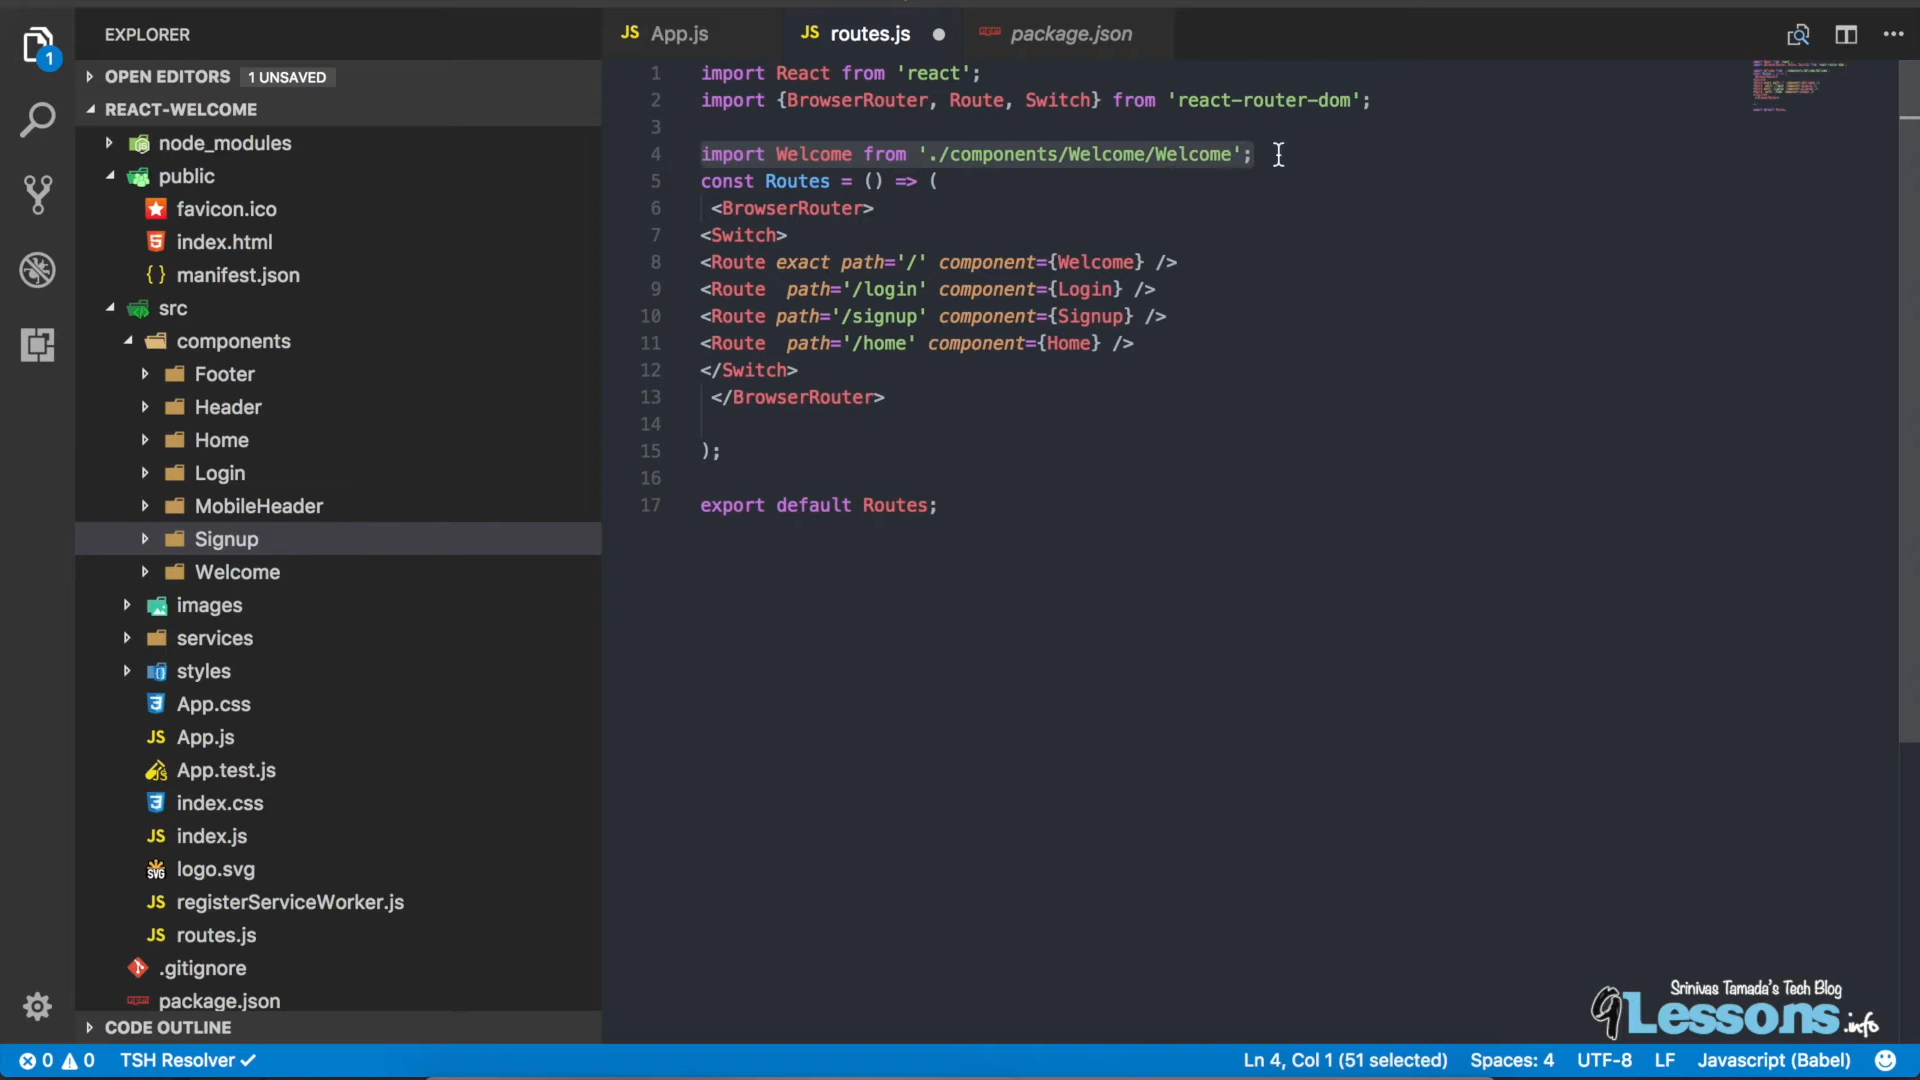 EXPLORER
OPEN EDITORS 1 UNSAVED
REACT-WELCOME
node_modules
public
favicon.ico
index.html
{ } manifest.json
src
components
Footer
Header
Home
Login
MobileHeader
Signup
Welcome
images
services
styles
App.css
JS App.js
App.test.js
index.css
JS index.js
SVG logo.svg
JS registerServiceWorker.js
JS routes.js
.gitignore
package.json
CODE OUTLINE
1
JS App.js
JS routes.js
package.json
1 import React from 'react';
2 import {BrowserRouter, Route, Switch} from 'react-router-dom';
3
4 import Welcome from './components/Welcome/Welcome';
5 const Routes = () => (
6 <BrowserRouter>
7 <Switch>
8 <Route exact path='/' component={Welcome} />
9 <Route  path='/login' component={Login} />
10 <Route path='/signup' component={Signup} />
11 <Route  path='/home' component={Home} />
12 </Switch>
13 </BrowserRouter>
14
15 );
16
17 export default Routes;
Srinivas Tamada's Tech Blog
9Lessons.info
0 0 TSH Resolver ✓
Ln 4, Col 1 (51 selected) Spaces: 4 UTF-8 LF Javascript (Babel)